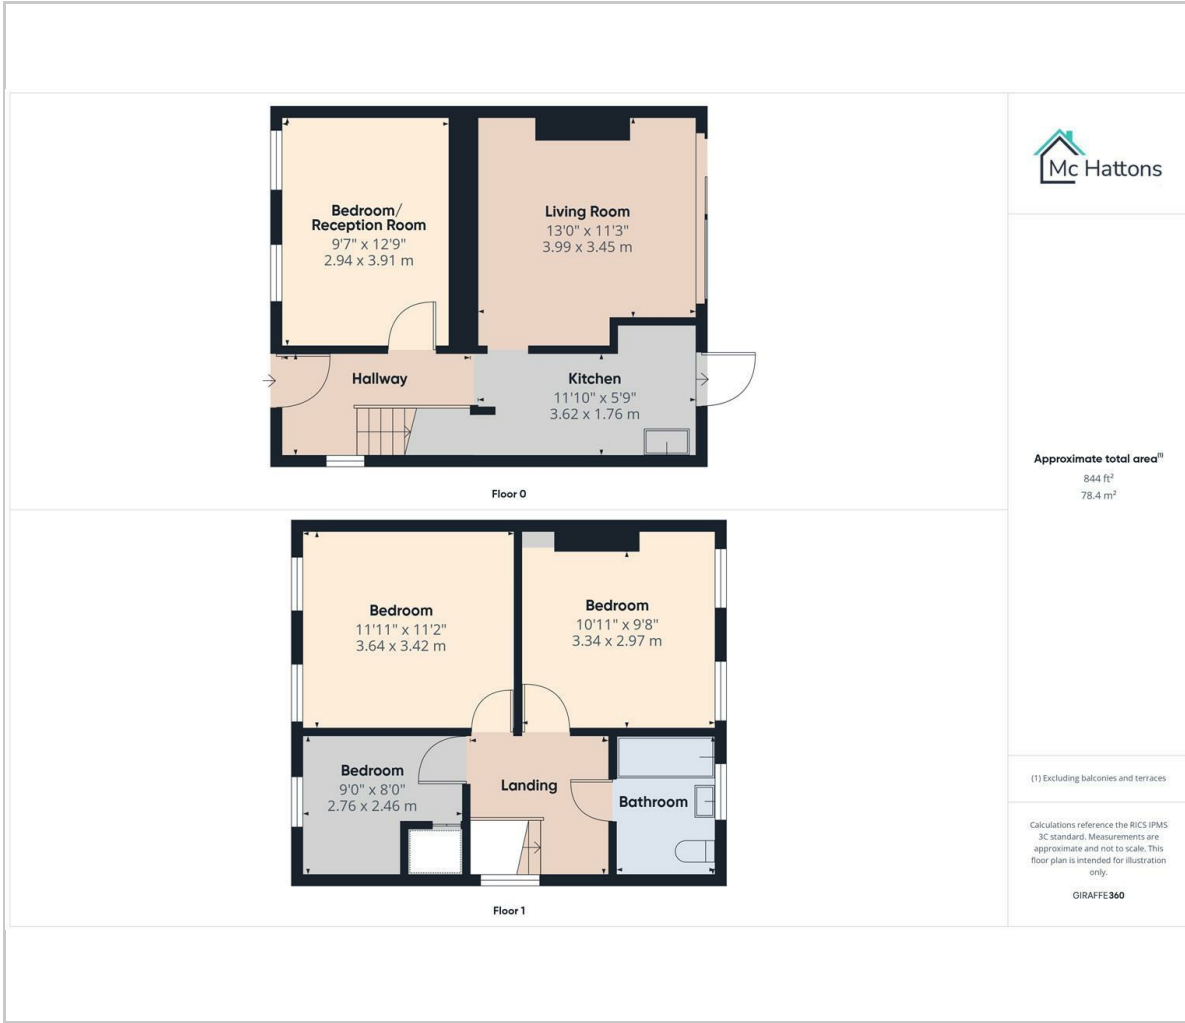 Bedroom/
Reception Room
9'7" x 12'9"
2.94 x 3.91 m
Living Room
13'0" x 11'3"
3.99 x 3.45 m
Hallway
Kitchen
11'10" x 5'9"
3.62 x 1.76 m
Floor 0
Bedroom
11'11" x 11'2"
3.64 x 3.42 m
Bedroom
10'11" x 9'8"
3.34 x 2.97 m
Bedroom
9'0" x 8'0"
2.76 x 2.46 m
Landing
Bathroom
Floor 1
Mc Hattons
Approximate total area⁽¹⁾
844 ft²
78.4 m²
(1) Excluding balconies and terraces
Calculations reference the RICS IPMS
3C standard. Measurements are
approximate and not to scale. This
floor plan is intended for illustration
only.
GIRAFFE360